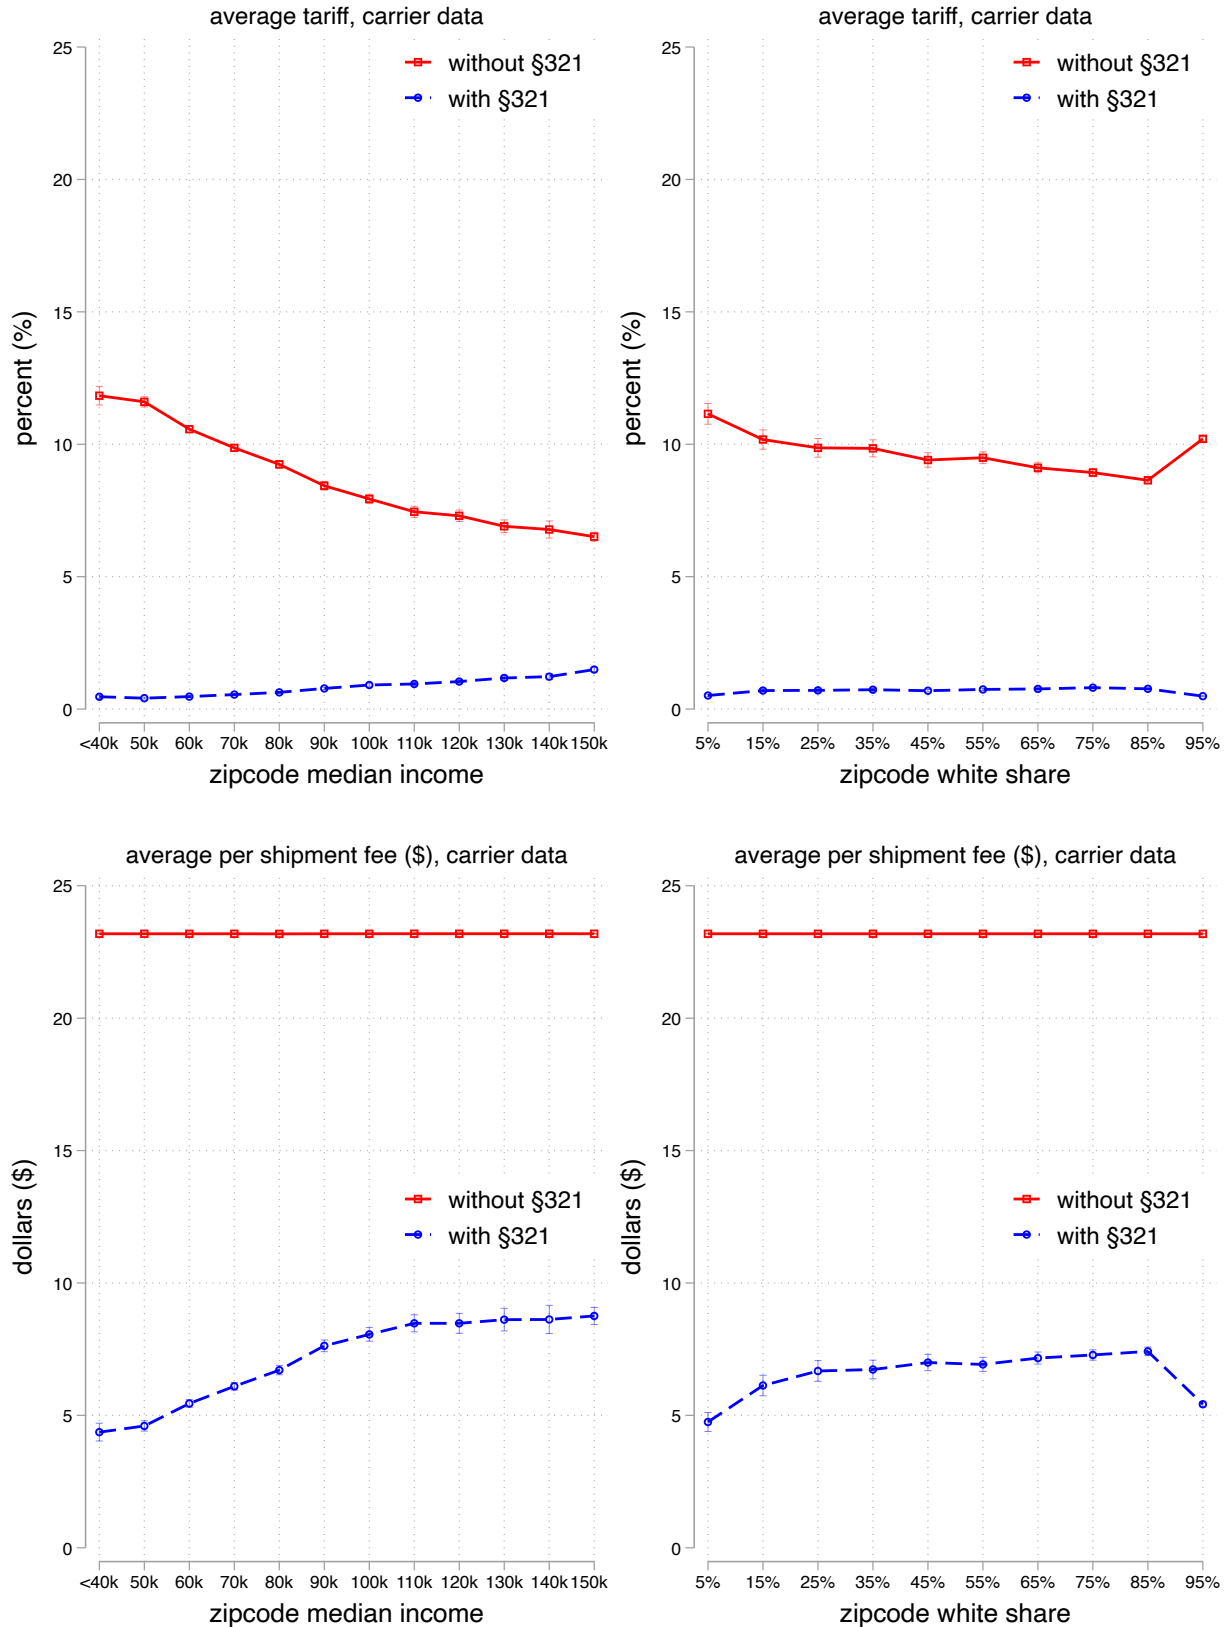 average tariff, carrier data
without §321
with §321
percent (%)
25
20
15
10
5
0
<40k 50k 60k 70k 80k 90k 100k 110k 120k 130k 140k 150k
zipcode median income
average tariff, carrier data
without §321
with §321
percent (%)
25
20
15
10
5
0
5% 15% 25% 35% 45% 55% 65% 75% 85% 95%
zipcode white share
average per shipment fee ($), carrier data
without §321
with §321
dollars ($)
25
20
15
10
5
0
<40k 50k 60k 70k 80k 90k 100k 110k 120k 130k 140k 150k
zipcode median income
average per shipment fee ($), carrier data
without §321
with §321
dollars ($)
25
20
15
10
5
0
5% 15% 25% 35% 45% 55% 65% 75% 85% 95%
zipcode white share